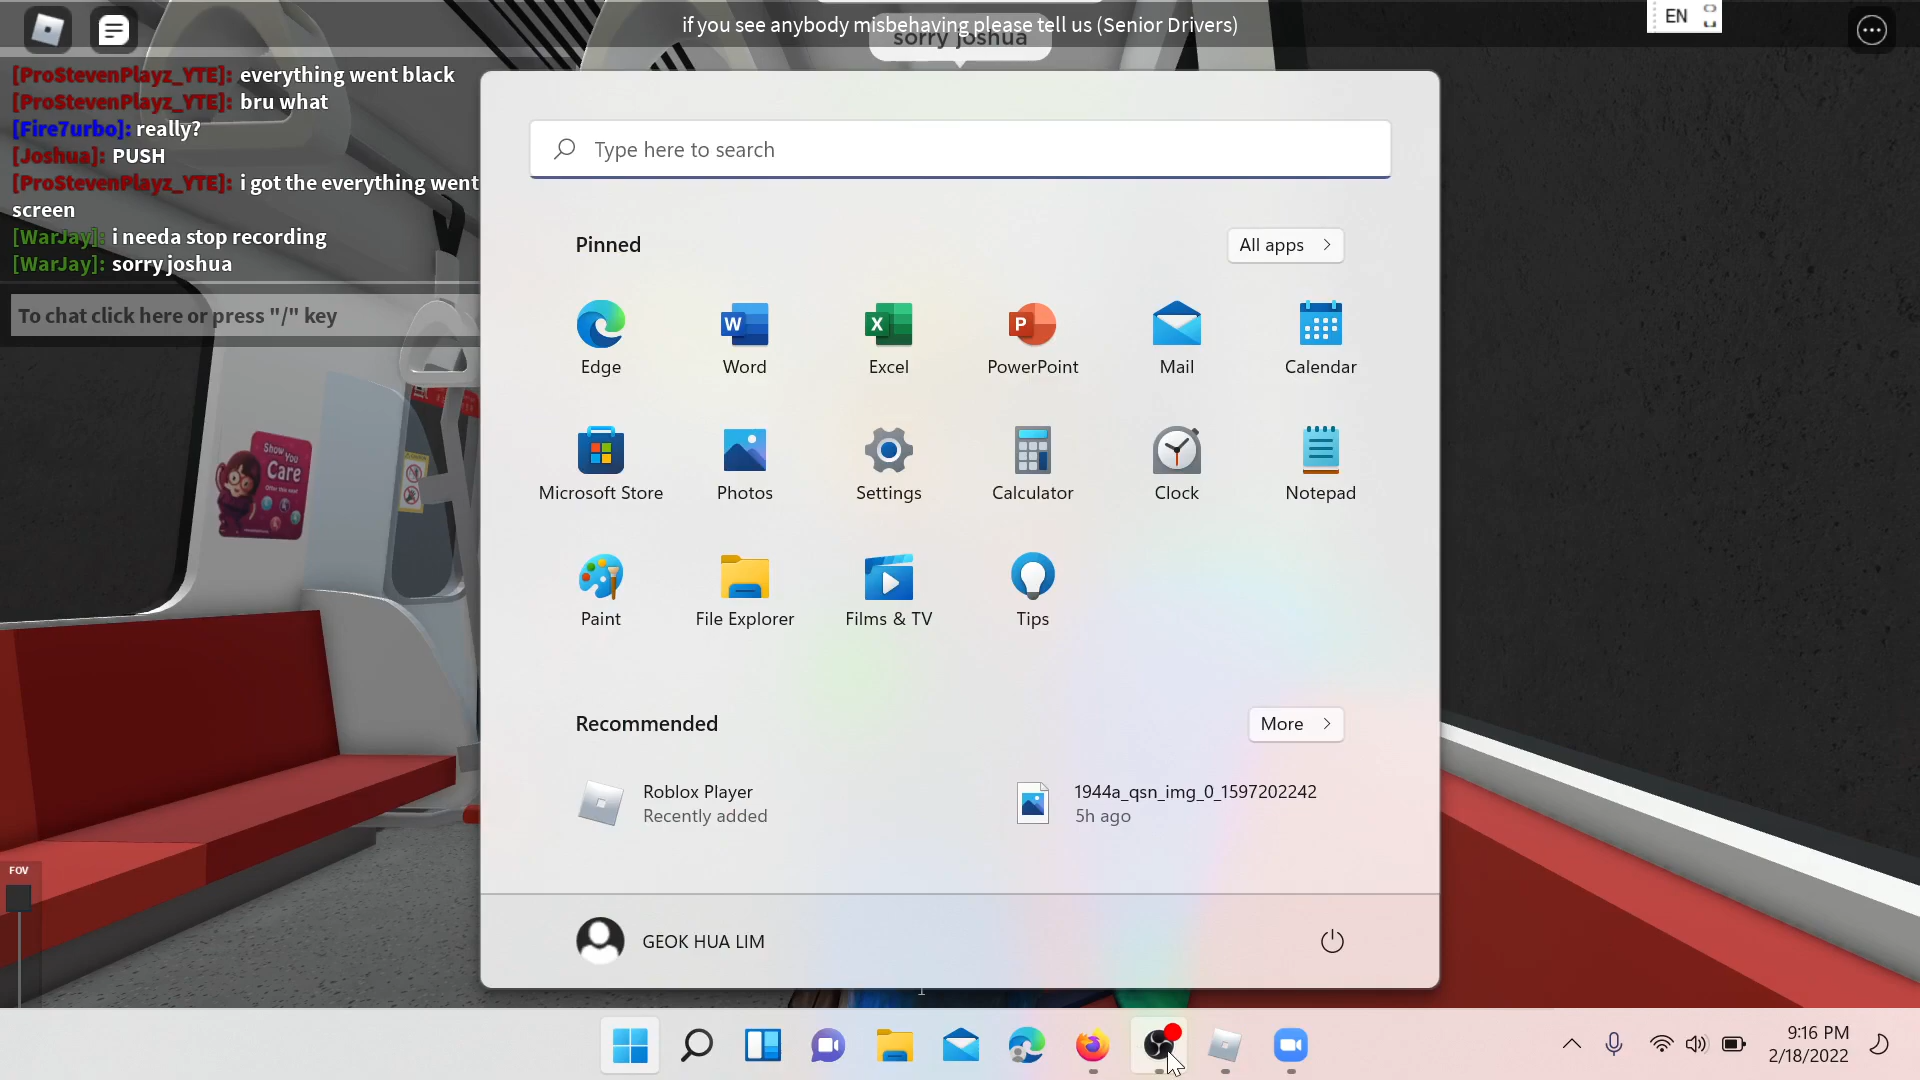 if you see anybody misbehaving please tell us (Senior Drivers)
EN
sorry joshua
[ProStevenPlayz_YTE]: everything went black
[ProStevenPlayz_YTE]: bru what
[Fire7urbo]: really?
[Joshua]: PUSH
[ProStevenPlayz_YTE]: i got the everything went
screen
[WarJay]: i needa stop recording
[WarJay]: sorry joshua
To chat click here or press "/" key
Type here to search
Pinned
All apps
Edge
Word
Excel
PowerPoint
Mail
Calendar
Microsoft Store
Photos
Settings
Calculator
Clock
Notepad
Paint
File Explorer
Films & TV
Tips
Show You
Care
Recommended
More
Roblox Player
Recently added
1944a_qsn_img_0_1597202242
5h ago
FOV
GEOK HUA LIM
9:16 PM
2/18/2022